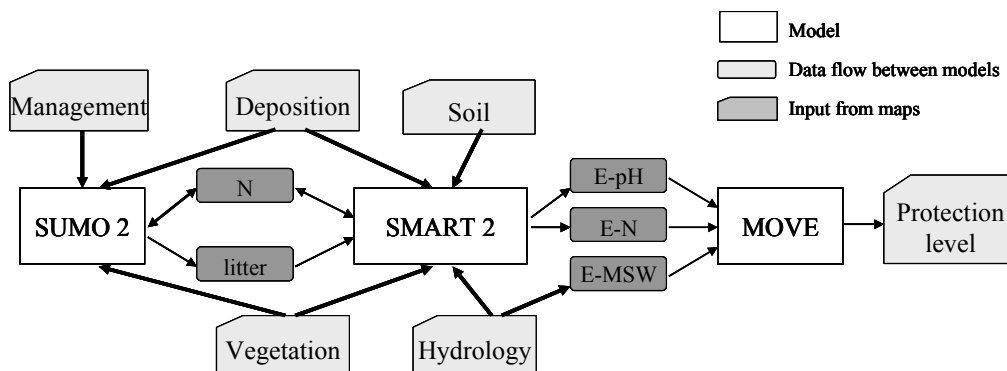 Model
Data flow between models
Input from maps
Management
Deposition
Soil
N
E-pH
SUMO 2
SMART 2
E-N
MOVE
Protection
level
litter
E-MSW
Vegetation
Hydrology